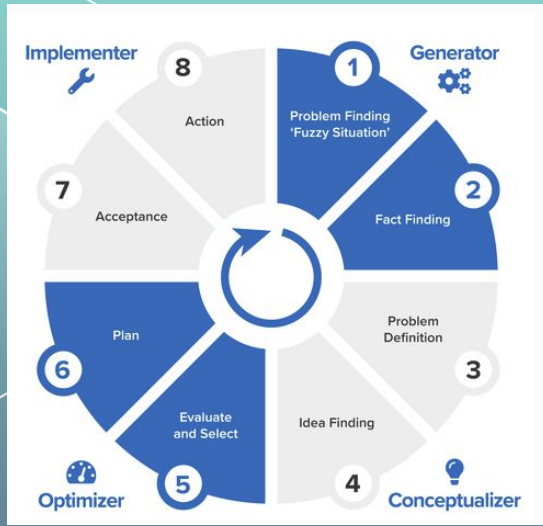 Implementer
Generator
8
Action
1
Problem Finding
‘Fuzzy Situation’
2
Fact Finding
7
Acceptance
Problem
Definition
3
Plan
6
Evaluate
and Select
5
Idea Finding
4
Optimizer
Conceptualizer